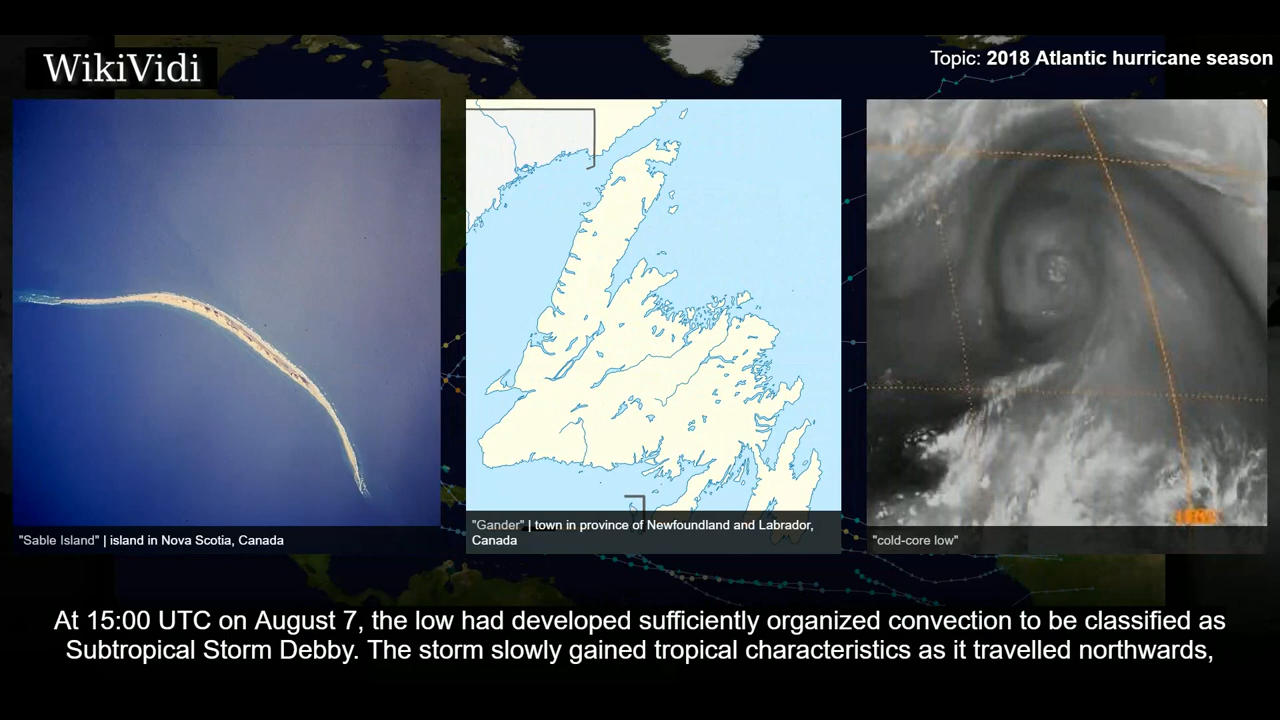 WikiVidi
Topic: 2018 Atlantic hurricane season
"Sable Island" | island in Nova Scotia, Canada
"Gander" | town in province of Newfoundland and Labrador,
Canada
"cold-core low"
At 15:00 UTC on August 7, the low had developed sufficiently organized convection to be classified as
Subtropical Storm Debby. The storm slowly gained tropical characteristics as it travelled northwards,